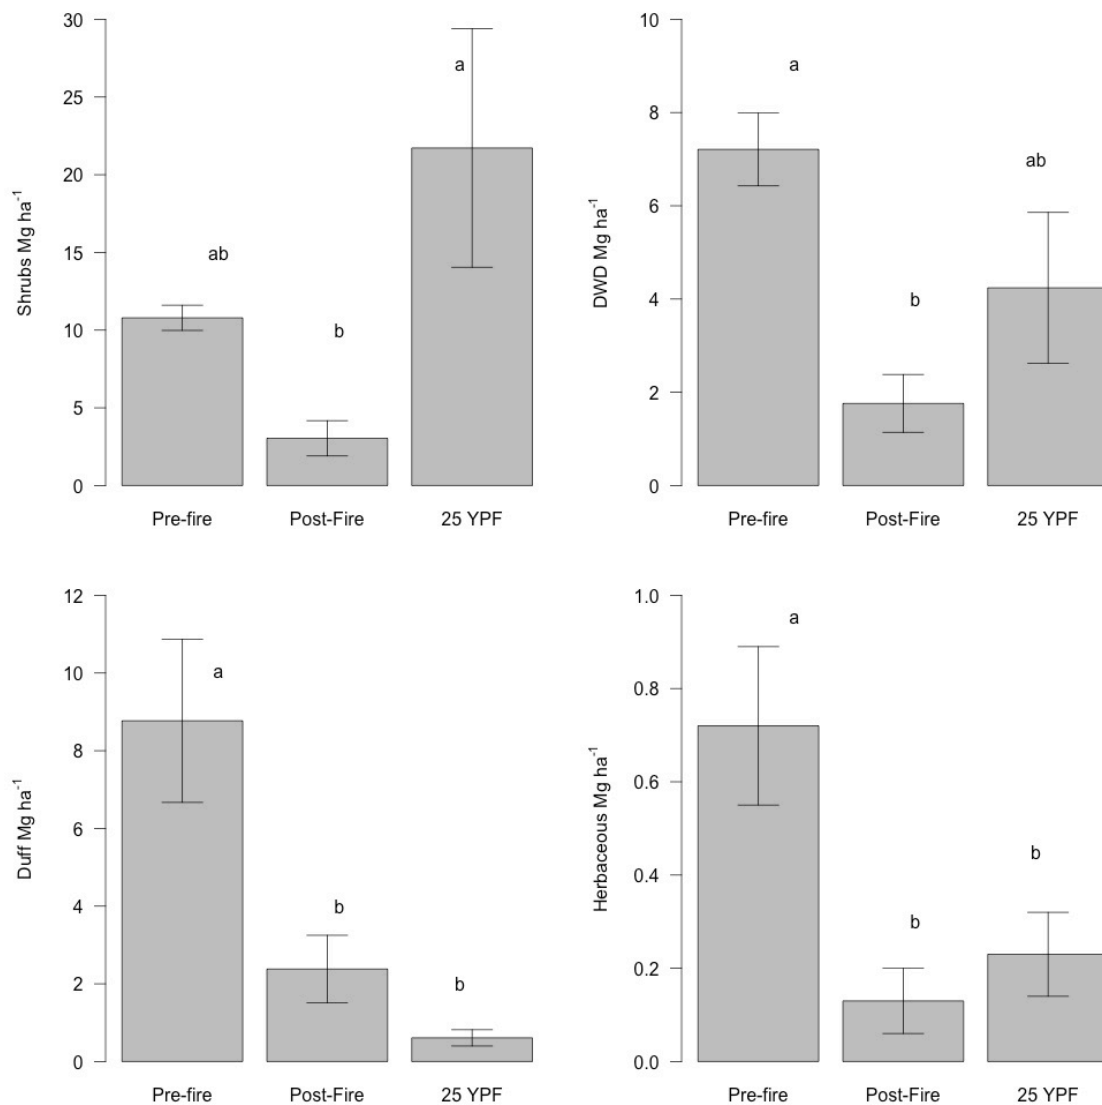 Shrubs Mg ha⁻¹
30
25
20
15
10
5
0
ab
b
a
Pre-fire Post-Fire 25 YPF
DWD Mg ha⁻¹
10
8
6
4
2
0
a
b
ab
Pre-fire Post-Fire 25 YPF
Duff Mg ha⁻¹
12
10
8
6
4
2
0
a
b
b
Pre-fire Post-Fire 25 YPF
Herbaceous Mg ha⁻¹
1.0
0.8
0.6
0.4
0.2
0.0
a
b
b
Pre-fire Post-Fire 25 YPF